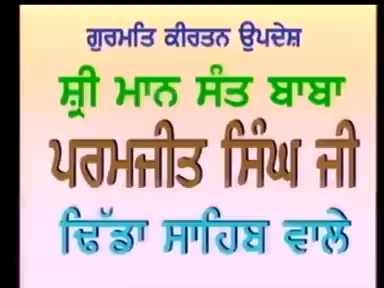 ਗੁਰਮਤਿ ਕੀਰਤਨ ਉਪਦੇਸ਼
ਸ਼੍ਰੀ ਮਾਨ ਸੰਤ ਬਾਬਾ
ਪਰਮਜੀਤ ਸਿੰਘ ਜੀ
ਢਿੱਡਾ ਸਾਹਿਬ ਵਾਲੇ